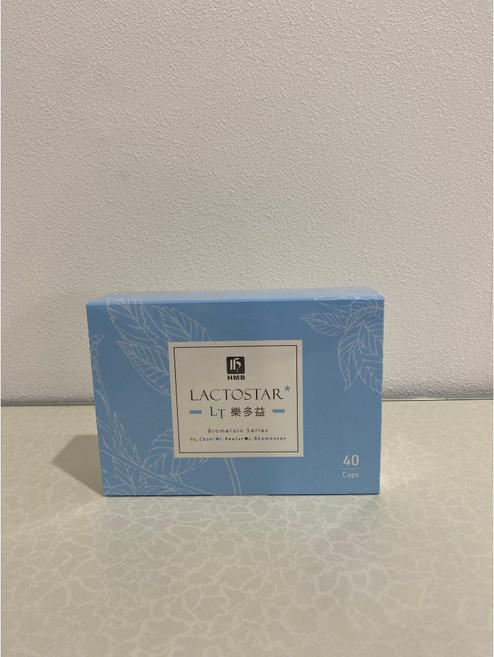 HMB
LACTOSTAR★
LT 樂多益
Bromelain Series
40
Caps